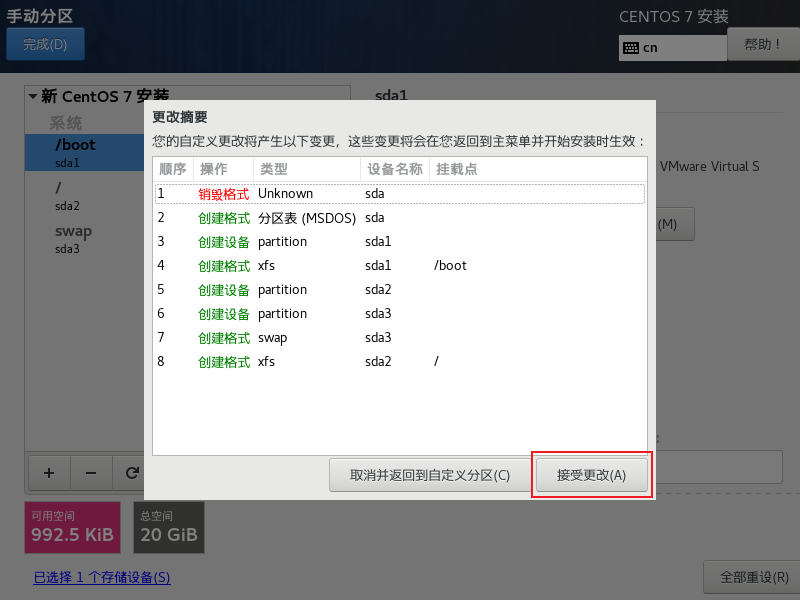 手动分区
CENTOS 7 安装
完成(D)
cn
帮助！
新 CentOS 7 安装
sda1
更改摘要
您的自定义更改将产生以下变更，这些变更将会在您返回到主菜单并开始安装时生效：
顺序 操作 类型 设备名称 挂载点
1 销毁格式 Unknown sda
2 创建格式 分区表 (MSDOS) sda
3 创建设备 partition sda1
4 创建格式 xfs sda1 /boot
5 创建设备 partition sda2
6 创建设备 partition sda3
7 创建格式 swap sda3
8 创建格式 xfs sda2 /
取消并返回到自定义分区(C)
接受更改(A)
系统
/boot
sda1
/
sda2
swap
sda3
VMware Virtual S
(M)
可用空间
992.5 KiB
总空间
20 GiB
已选择 1 个存储设备(S)
全部重设(R)